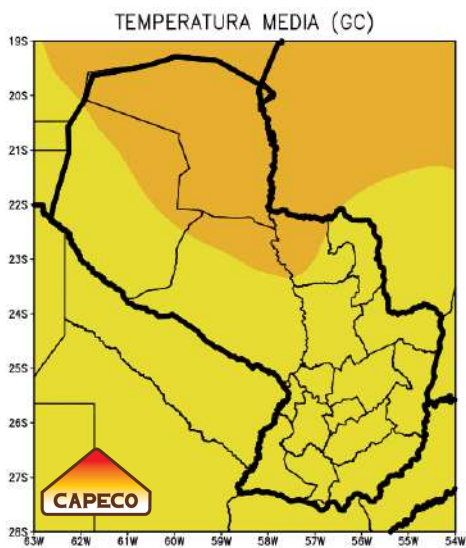 TEMPERATURA MEDIA (GC)
19S
20S
21S
22S
23S
24S
25S
26S
27S
28S
CAPECO
63W 62W 61W 60W 59W 58W 57W 56W 55W 54W